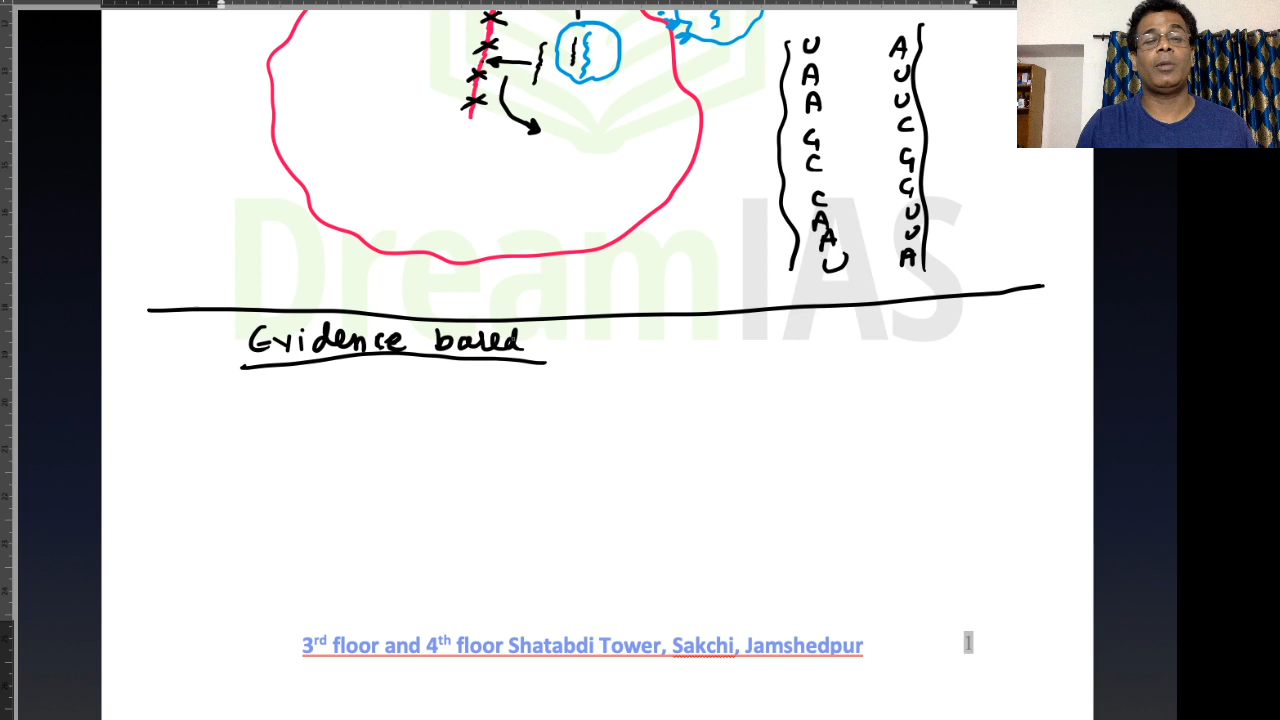 U A
A U
A U
G C
C G
C G
A U
A U
U A
DreamIAS
Evidence based
3rd floor and 4th floor Shatabdi Tower, Sakchi, Jamshedpur 1